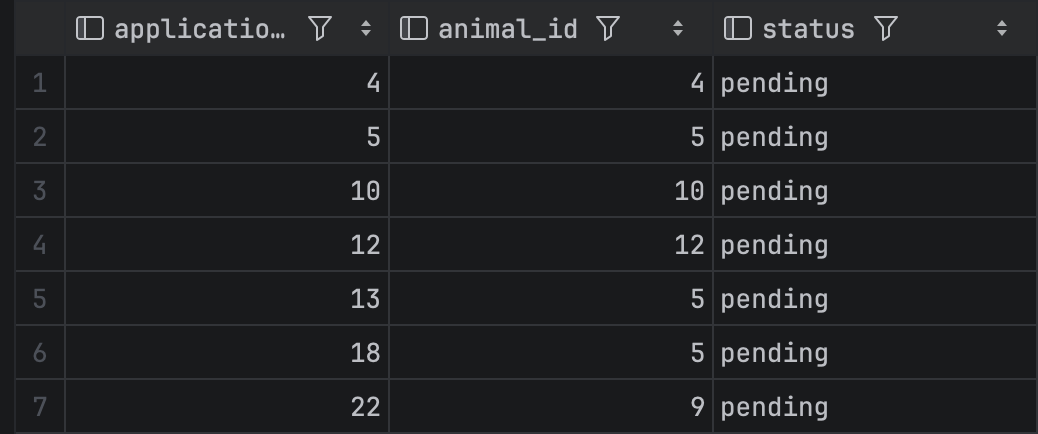 applicatio… animal_id status
1 4 4 pending
2 5 5 pending
3 10 10 pending
4 12 12 pending
5 13 5 pending
6 18 5 pending
7 22 9 pending